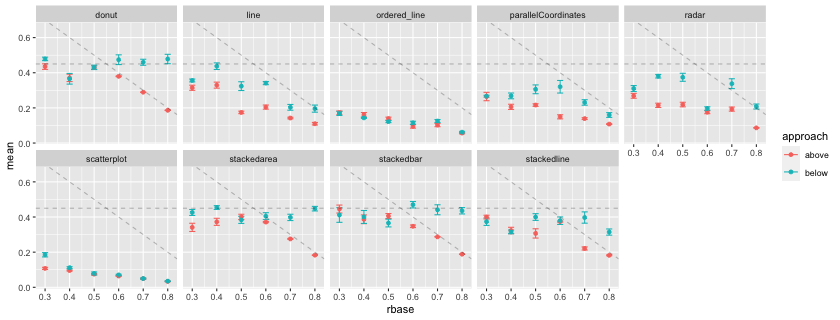 donut line ordered_line parallelCoordinates radar
0.6
0.4
0.2
0.0
0.3 0.4 0.5 0.6 0.7 0.8
scatterplot stackedarea stackedbar stackedline
0.6
0.4
0.2
0.0
0.3 0.4 0.5 0.6 0.7 0.8 0.3 0.4 0.5 0.6 0.7 0.8 0.3 0.4 0.5 0.6 0.7 0.8 0.3 0.4 0.5 0.6 0.7 0.8
mean
rbase
approach
above
below